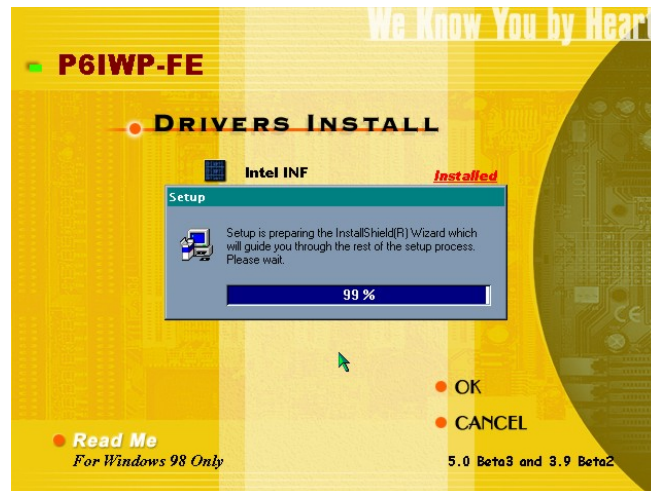 We Know You by Heart
P6IWP-FE
DRIVERS INSTALL
Intel INF
Installed
Setup
Setup is preparing the InstallShield(R) Wizard which
will guide you through the rest of the setup process.
Please wait.
99 %
OK
CANCEL
Read Me
For Windows 98 Only
5.0 Beta3 and 3.9 Beta2